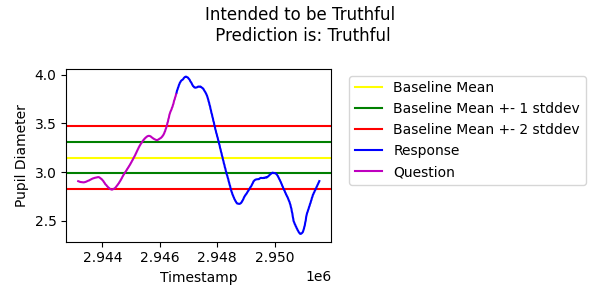 Intended to be Truthful
Prediction is: Truthful
4.0
3.5
3.0
2.5
Pupil Diameter
2.944
2.946
2.948
2.950
1e6
Timestamp
Baseline Mean
Baseline Mean +- 1 stddev
Baseline Mean +- 2 stddev
Response
Question